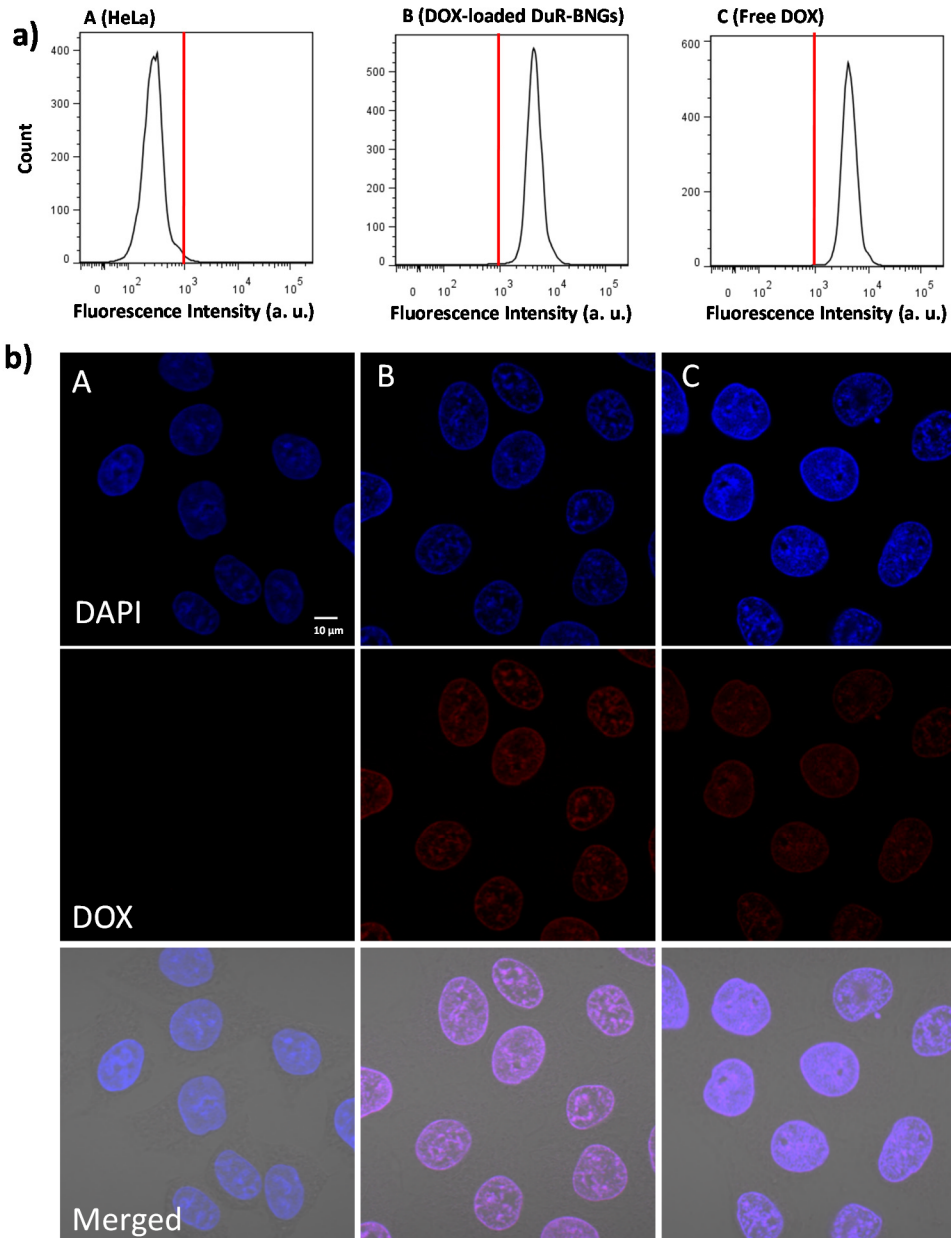 a)
A (HeLa)
B (DOX-loaded DuR-BNGs)
C (Free DOX)
Count
400
300
200
100
0
0 10² 10³ 10⁴ 10⁵
Fluorescence Intensity (a. u.)
500
400
300
200
100
0
0 10² 10³ 10⁴ 10⁵
Fluorescence Intensity (a. u.)
600
400
200
0
0 10² 10³ 10⁴ 10⁵
Fluorescence Intensity (a. u.)
b)
A
B
C
DAPI
10 µm
DOX
Merged